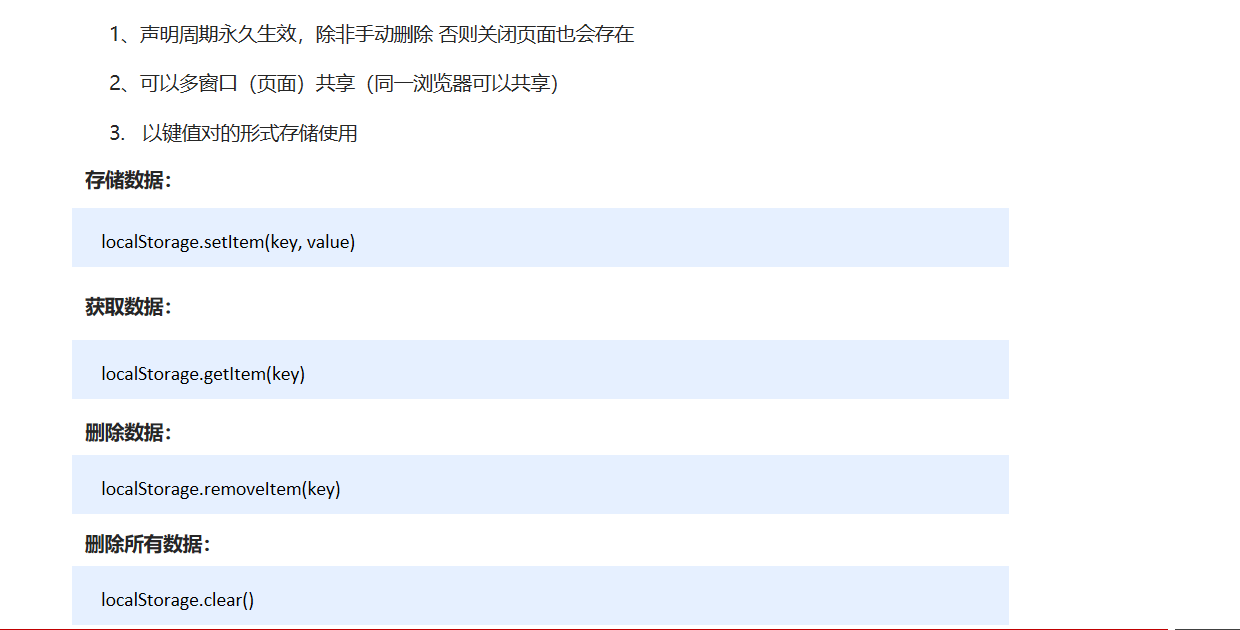 1、声明周期永久生效，除非手动删除 否则关闭页面也会存在
2、可以多窗口（页面）共享（同一浏览器可以共享）
3. 以键值对的形式存储使用
存储数据：
localStorage.setItem(key, value)
获取数据：
localStorage.getItem(key)
删除数据：
localStorage.removeItem(key)
删除所有数据：
localStorage.clear()